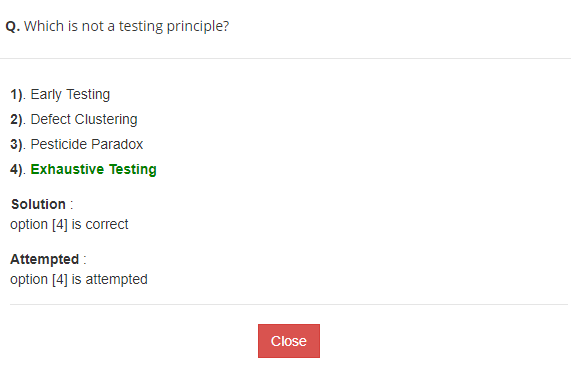 Q. Which is not a testing principle?
1). Early Testing
2). Defect Clustering
3). Pesticide Paradox
4). Exhaustive Testing
Solution :
option [4] is correct
Attempted :
option [4] is attempted
Close